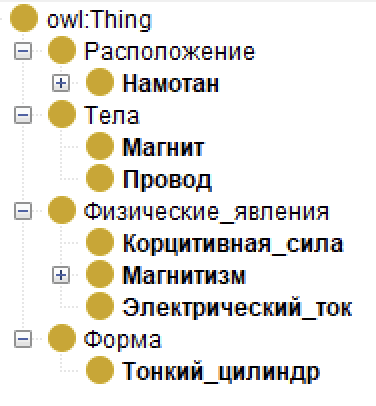 owl:Thing
Расположение
Намотан
Тела
Магнит
Провод
Физические_явления
Корцитивная_сила
Магнитизм
Электрический_ток
Форма
Тонкий_цилиндр